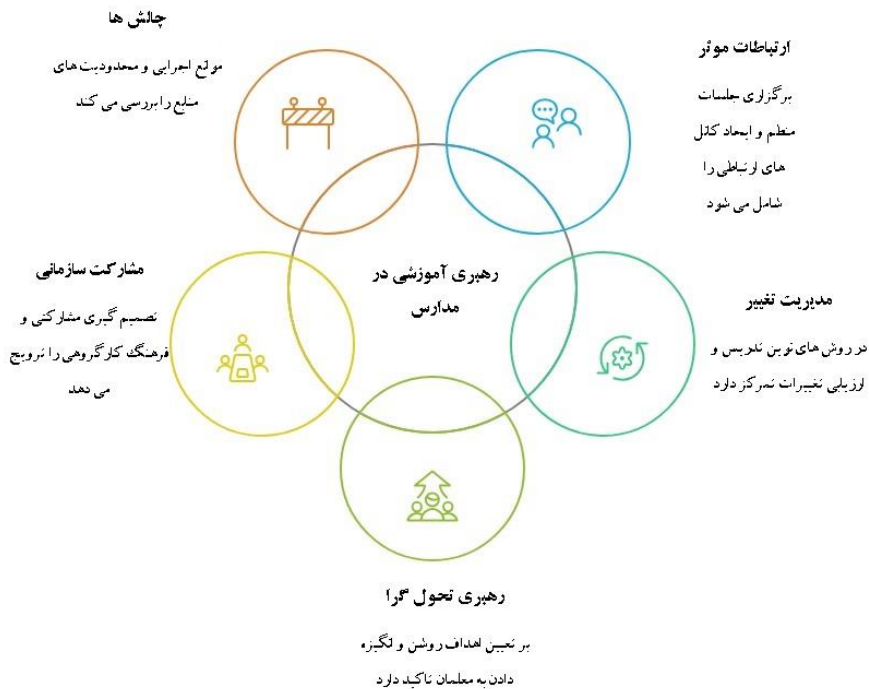 چالش ها
موانع اجرایی و محدودیت های
منابع را بررسی می کند
ارتباطات موثر
برگزاری جلسات
منظم و ایجاد کانال
های ارتباطی را
شامل می شود
رهبری آموزشی در
مدارس
مشارکت سازمانی
تصمیم گیری مشارکتی و
فرهنگ کار گروهی را ترویج
می دهد
مدیریت تغییر
در روش های نوین تدریس و
ارزیابی تغییرات تمرکز دارد
رهبری تحول گرا
بر تعیین اهداف روشن و انگیزه
دادن به معلمان تاکید دارد